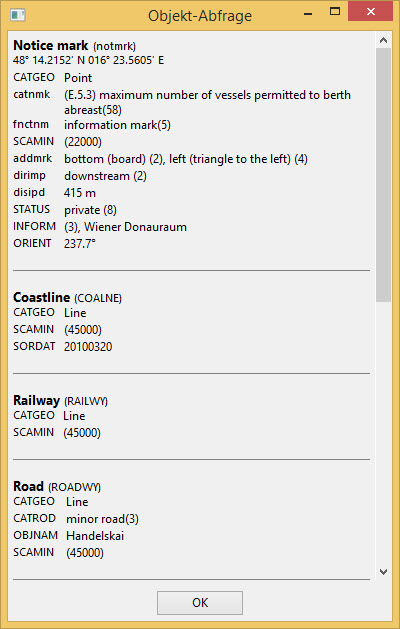 Objekt-Abfrage
Notice mark (notmrk)
48° 14.2152' N 016° 23.5605' E
CATGEO Point
catnmk (E.5.3) maximum number of vessels permitted to berth
abreast(58)
fnctnm information mark(5)
SCAMIN (22000)
addmrk bottom (board) (2), left (triangle to the left) (4)
dirimp downstream (2)
disipd 415 m
STATUS private (8)
INFORM (3), Wiener Donauraum
ORIENT 237.7°
Coastline (COALNE)
CATGEO Line
SCAMIN (45000)
SORDAT 20100320
Railway (RAILWY)
CATGEO Line
SCAMIN (45000)
Road (ROADWY)
CATGEO Line
CATROD minor road(3)
OBJNAM Handelskai
SCAMIN (45000)
OK